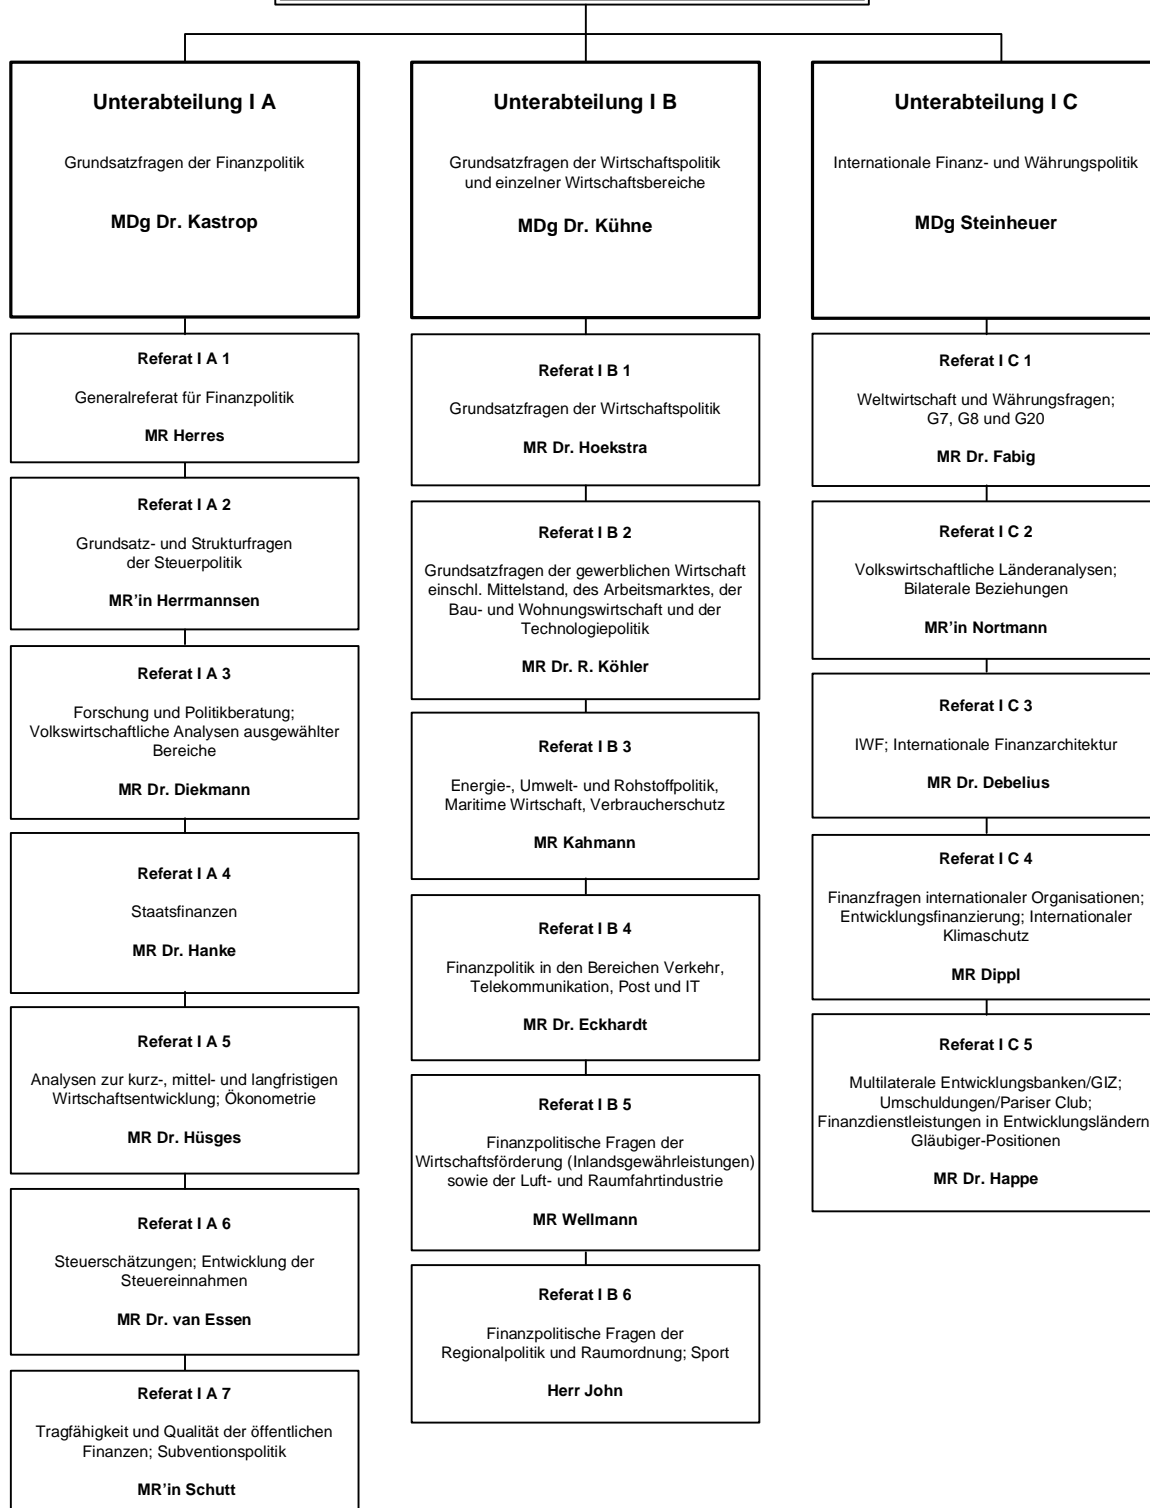 Unterabteilung I A
Grundsatzfragen der Finanzpolitik
MDg Dr. Kastrop
Referat I A 1
Generalreferat für Finanzpolitik
MR Herres
Referat I A 2
Grundsatz- und Strukturfragen
der Steuerpolitik
MR’in Herrmannsen
Referat I A 3
Forschung und Politikberatung;
Volkswirtschaftliche Analysen ausgewählter
Bereiche
MR Dr. Diekmann
Referat I A 4
Staatsfinanzen
MR Dr. Hanke
Referat I A 5
Analysen zur kurz-, mittel- und langfristigen
Wirtschaftsentwicklung; Ökonometrie
MR Dr. Hüsges
Referat I A 6
Steuerschätzungen; Entwicklung der
Steuereinnahmen
MR Dr. van Essen
Referat I A 7
Tragfähigkeit und Qualität der öffentlichen
Finanzen; Subventionspolitik
MR’in Schutt
Unterabteilung I B
Grundsatzfragen der Wirtschaftspolitik
und einzelner Wirtschaftsbereiche
MDg Dr. Kühne
Referat I B 1
Grundsatzfragen der Wirtschaftspolitik
MR Dr. Hoekstra
Referat I B 2
Grundsatzfragen der gewerblichen Wirtschaft
einschl. Mittelstand, des Arbeitsmarktes, der
Bau- und Wohnungswirtschaft und der
Technologiepolitik
MR Dr. R. Köhler
Referat I B 3
Energie-, Umwelt- und Rohstoffpolitik,
Maritime Wirtschaft, Verbraucherschutz
MR Kahmann
Referat I B 4
Finanzpolitik in den Bereichen Verkehr,
Telekommunikation, Post und IT
MR Dr. Eckhardt
Referat I B 5
Finanzpolitische Fragen der
Wirtschaftsförderung (Inlandsgewährleistungen)
sowie der Luft- und Raumfahrtindustrie
MR Wellmann
Referat I B 6
Finanzpolitische Fragen der
Regionalpolitik und Raumordnung; Sport
Herr John
Unterabteilung I C
Internationale Finanz- und Währungspolitik
MDg Steinheuer
Referat I C 1
Weltwirtschaft und Währungsfragen;
G7, G8 und G20
MR Dr. Fabig
Referat I C 2
Volkswirtschaftliche Länderanalysen;
Bilaterale Beziehungen
MR’in Nortmann
Referat I C 3
IWF; Internationale Finanzarchitektur
MR Dr. Debelius
Referat I C 4
Finanzfragen internationaler Organisationen;
Entwicklungsfinanzierung; Internationaler
Klimaschutz
MR Dippl
Referat I C 5
Multilaterale Entwicklungsbanken/GIZ;
Umschuldungen/Pariser Club;
Finanzdienstleistungen in Entwicklungsländern
Gläubiger-Positionen
MR Dr. Happe